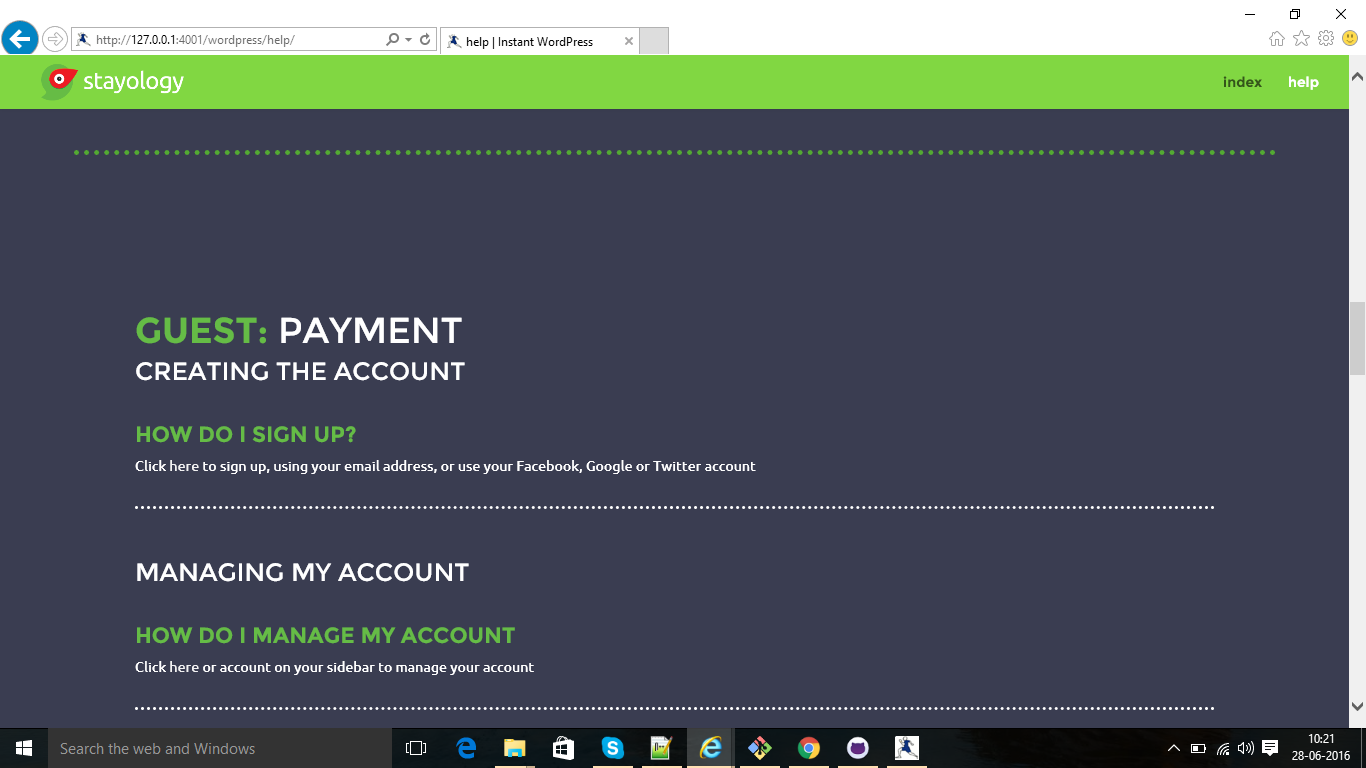 http://127.0.0.1:4001/wordpress/help/
help | Instant WordPress
stayology
index
help
GUEST: PAYMENT
CREATING THE ACCOUNT
HOW DO I SIGN UP?
Click here to sign up, using your email address, or use your Facebook, Google or Twitter account
MANAGING MY ACCOUNT
HOW DO I MANAGE MY ACCOUNT
Click here or account on your sidebar to manage your account
Search the web and Windows
10:21
28-06-2016